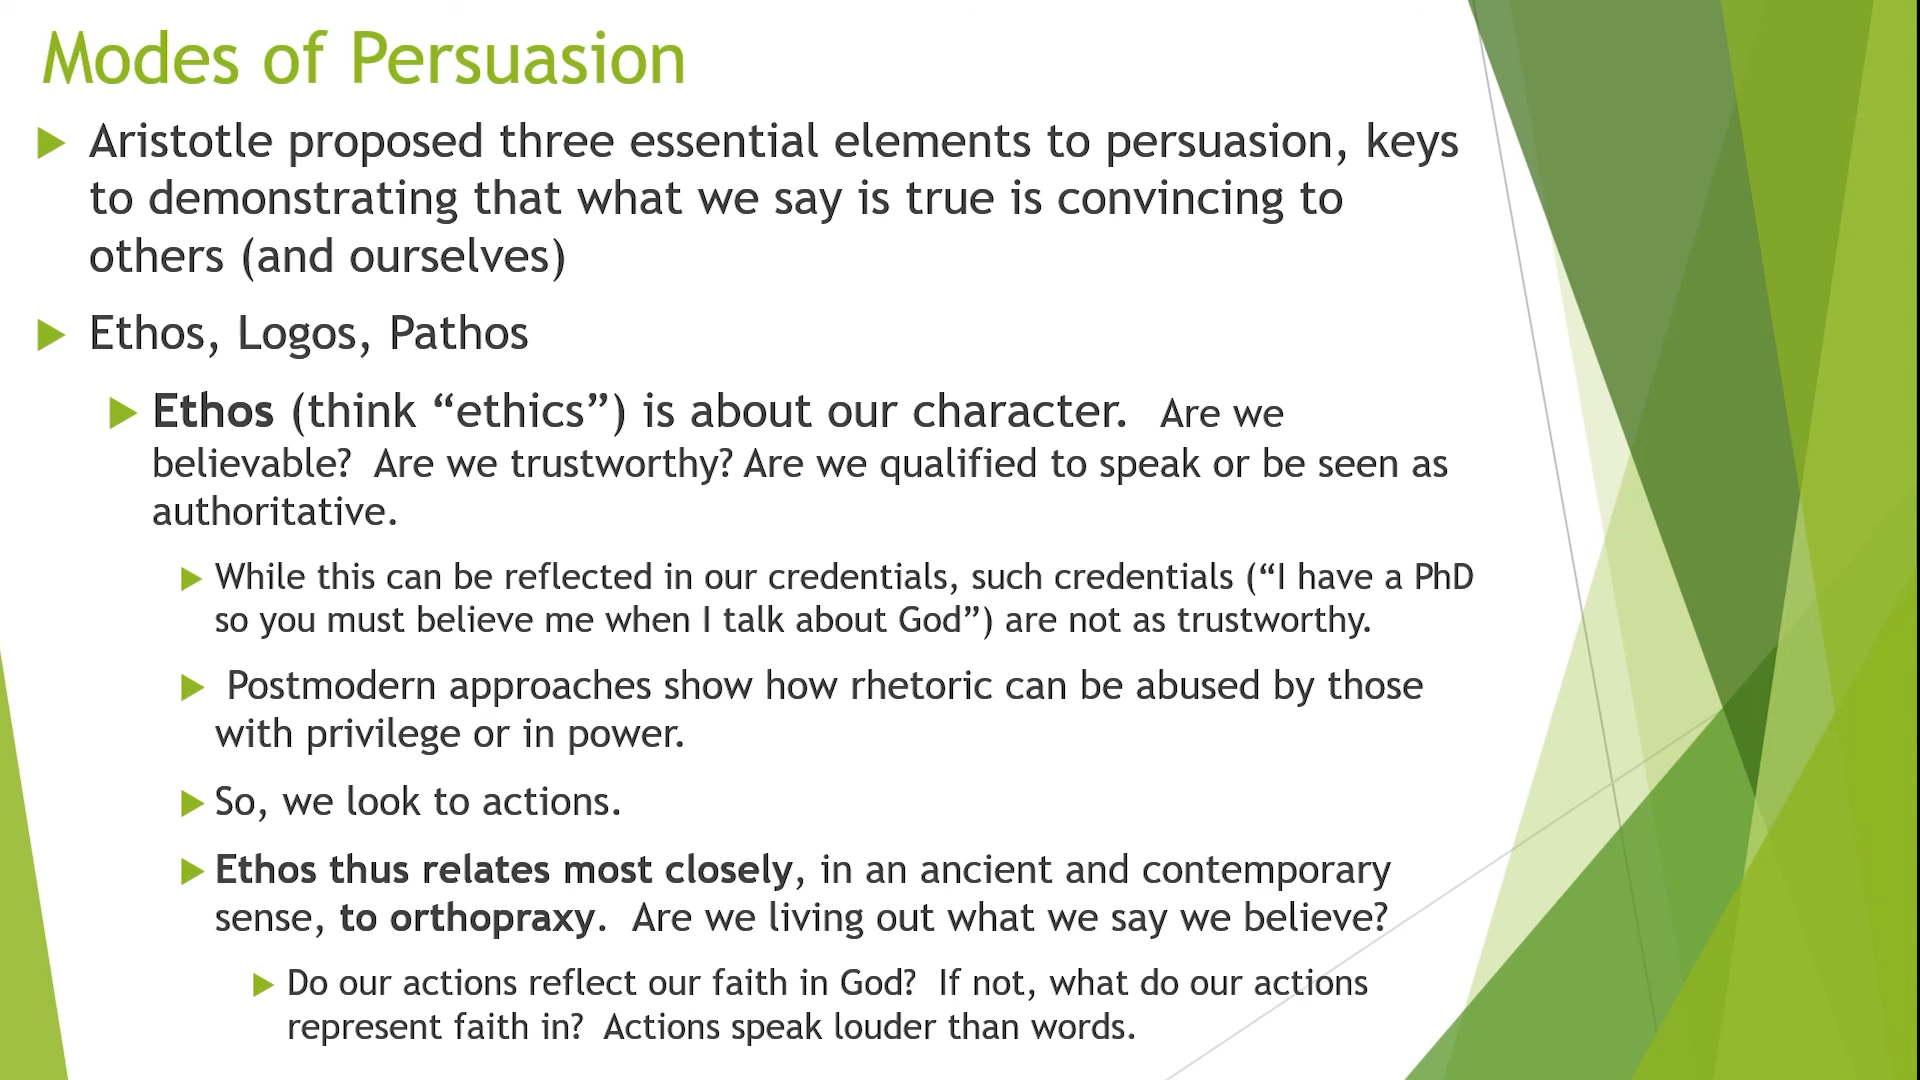 Modes of Persuasion
Aristotle proposed three essential elements to persuasion, keys
to demonstrating that what we say is true is convincing to
others (and ourselves)
Ethos, Logos, Pathos
Ethos (think “ethics”) is about our character.  Are we
believable?  Are we trustworthy? Are we qualified to speak or be seen as
authoritative.
While this can be reflected in our credentials, such credentials (“I have a PhD
so you must believe me when I talk about God”) are not as trustworthy.
Postmodern approaches show how rhetoric can be abused by those
with privilege or in power.
So, we look to actions.
Ethos thus relates most closely, in an ancient and contemporary
sense, to orthopraxy.  Are we living out what we say we believe?
Do our actions reflect our faith in God?  If not, what do our actions
represent faith in?  Actions speak louder than words.